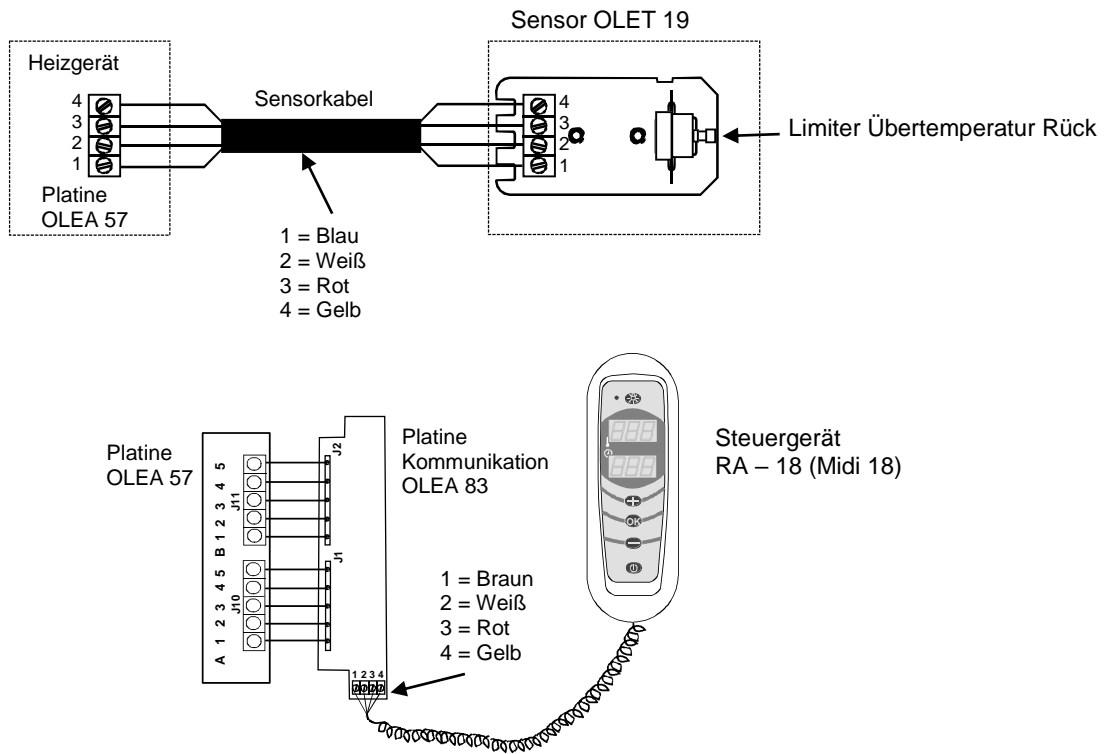 Sensor OLET 19
Heizgerät
4
3
2
1
Sensorkabel
4
3
2
1
Limiter Übertemperatur Rück
Platine
OLEA 57
1 = Blau
2 = Weiß
3 = Rot
4 = Gelb
Platine
OLEA 57
A 1 2 3 4 5 B 1 2 3 4 5
J10 J11
J2
J1
Platine
Kommunikation
OLEA 83
1 = Braun
2 = Weiß
3 = Rot
4 = Gelb
1 2 3 4
888
888
OK
Steuergerät
RA – 18 (Midi 18)